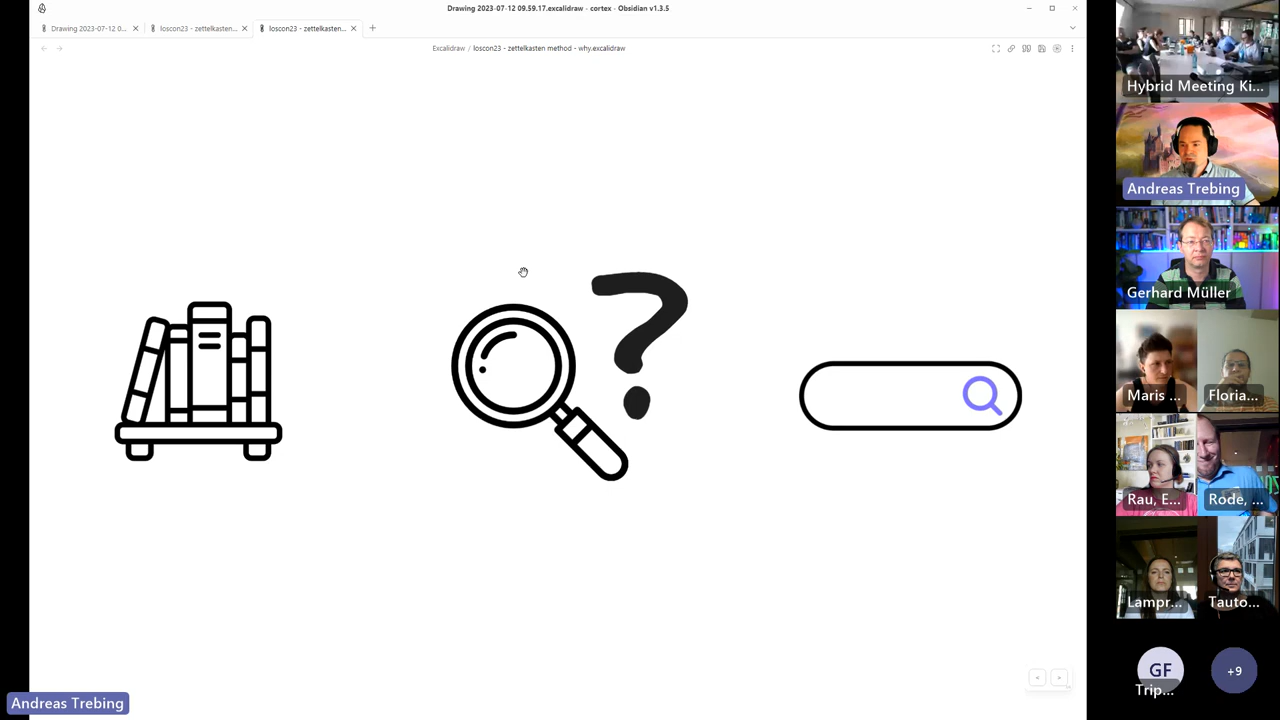 Drawing 2023-07-12 09.59.17.excalidraw - cortex - Obsidian v1.3.5
Drawing 2023-07-12 0...
loscon23 - zettelkasten...
loscon23 - zettelkasten...
Excalidraw / loscon23 - zettelkasten method - why.excalidraw
?
Hybrid Meeting Ki...
Andreas Trebing
Gerhard Müller
Maris ...
Floria...
Rau, E...
Rode, ...
Lampr...
Tauto...
GF
Trip...
+9
Andreas Trebing